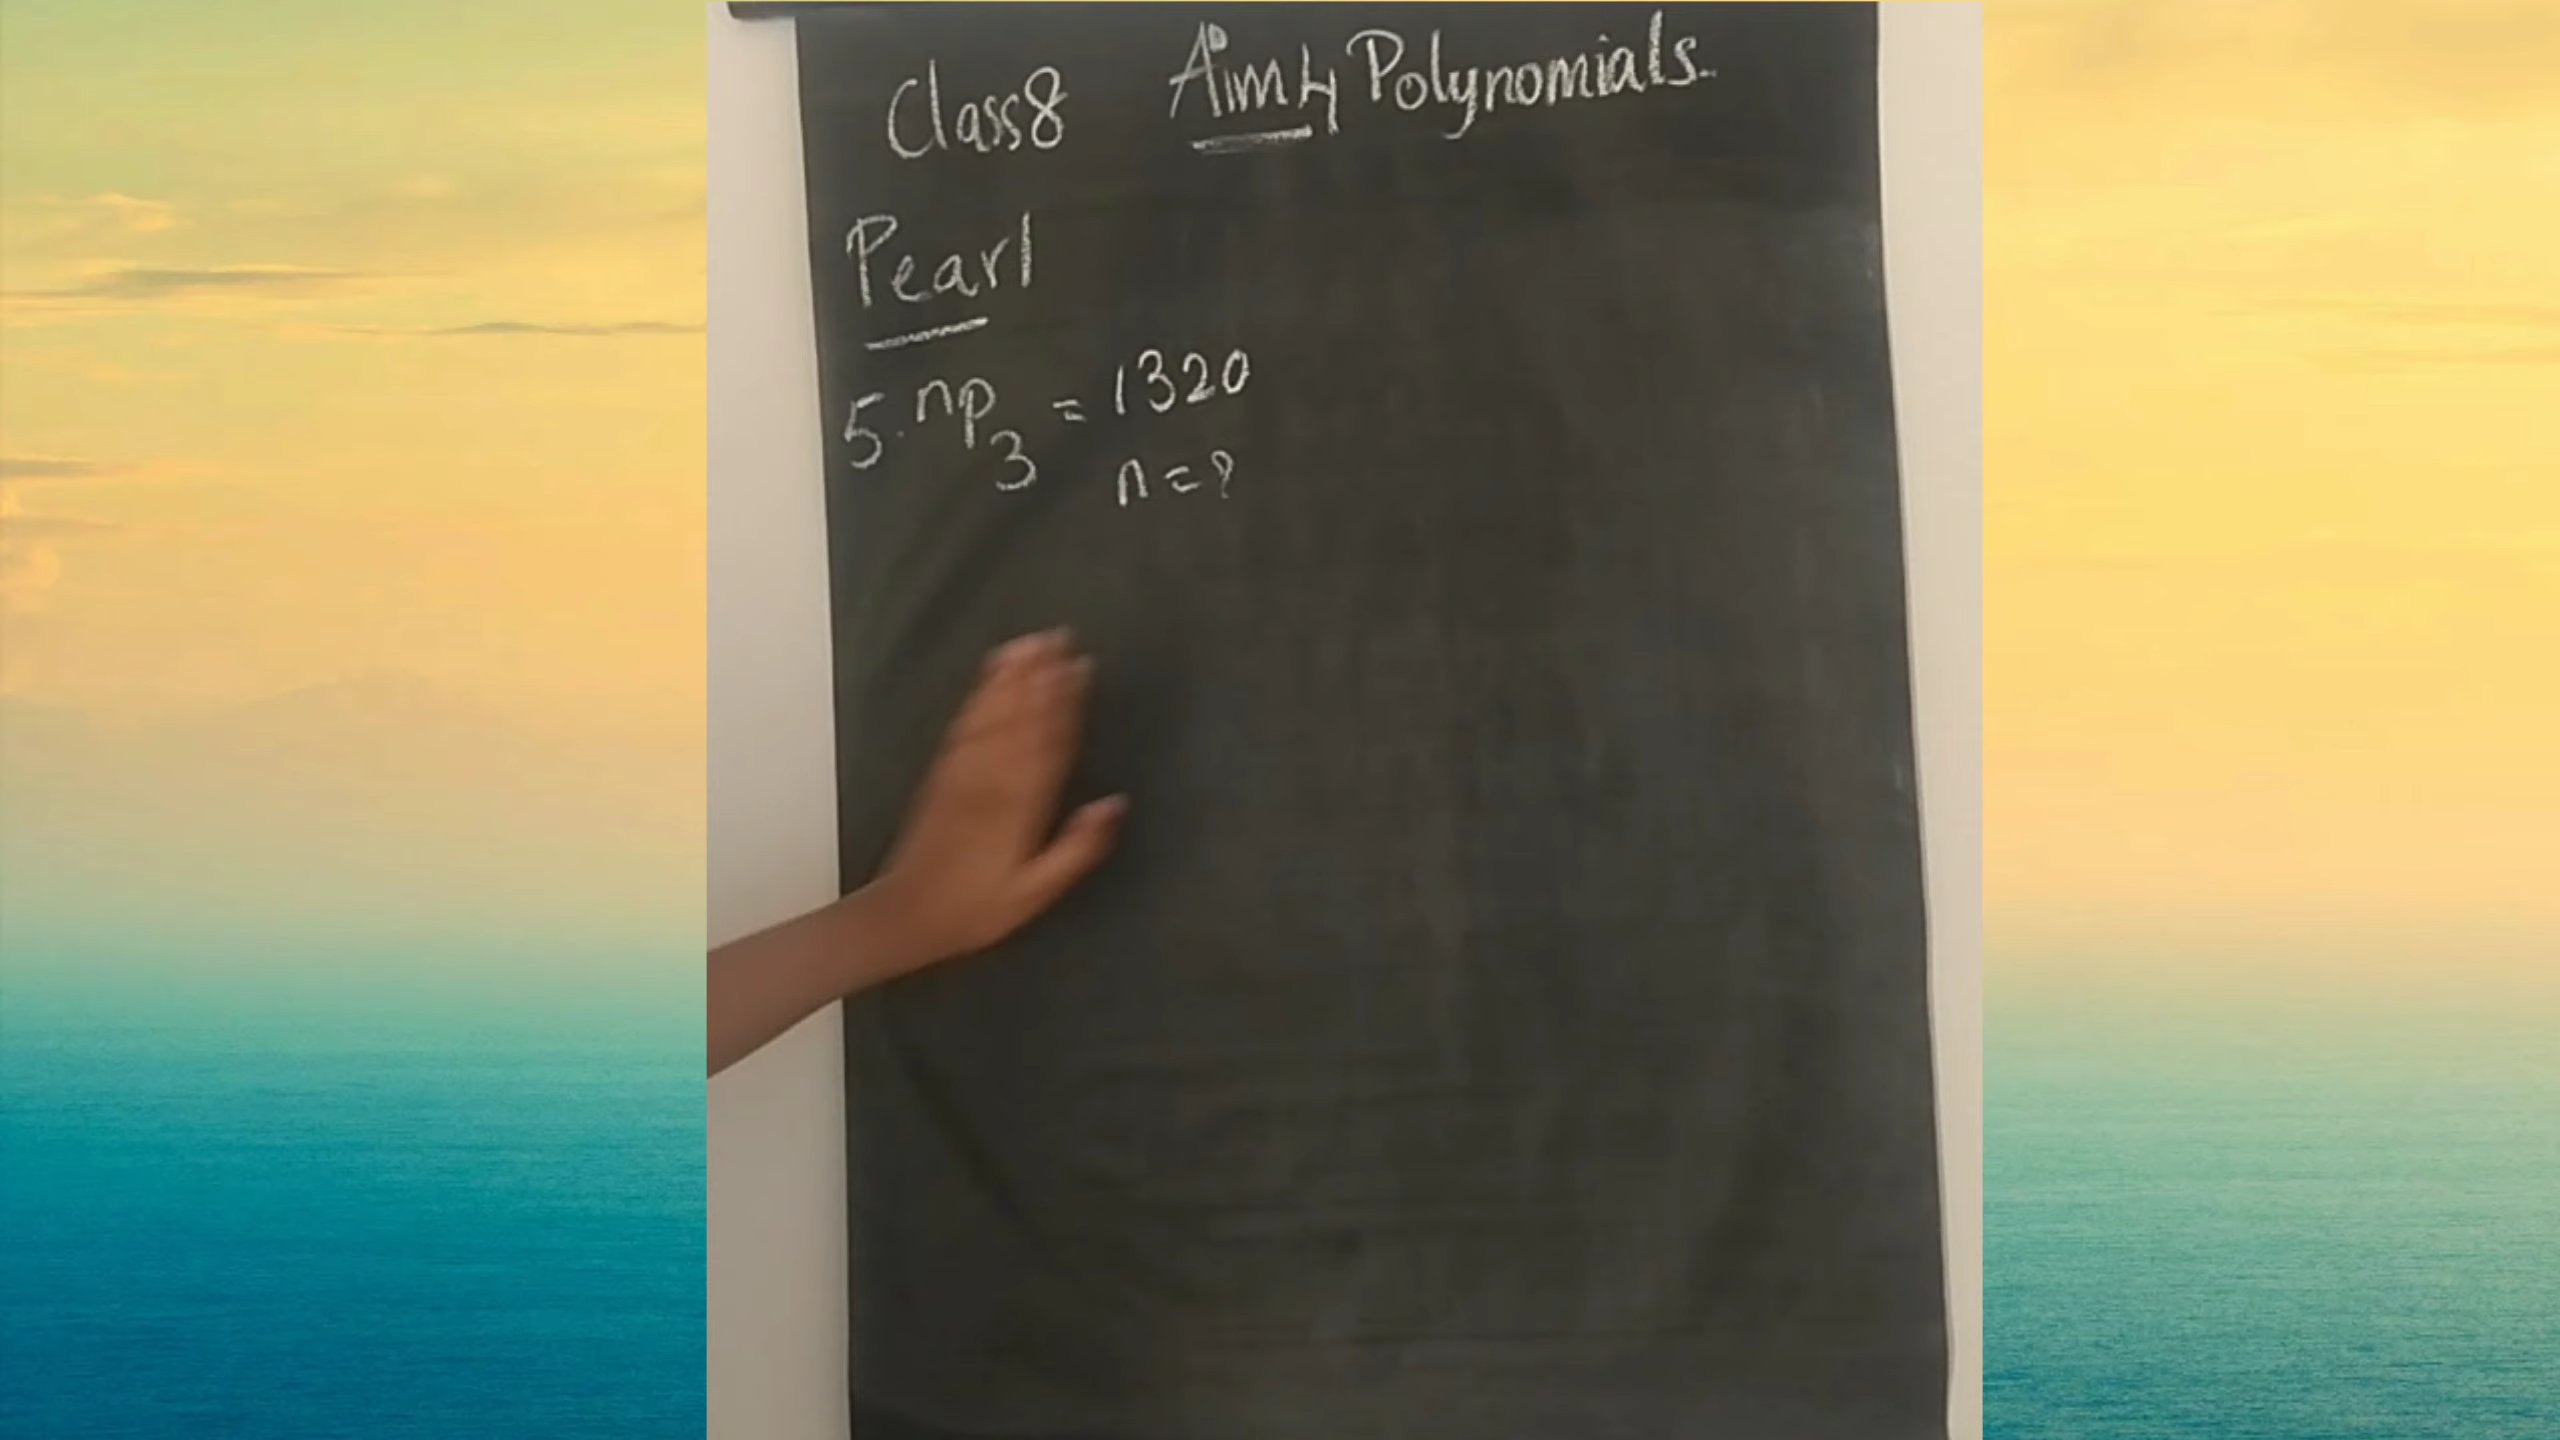 Class8 Aim4 Polynomials.
Pearl
5. np3 = 1320
n = ?